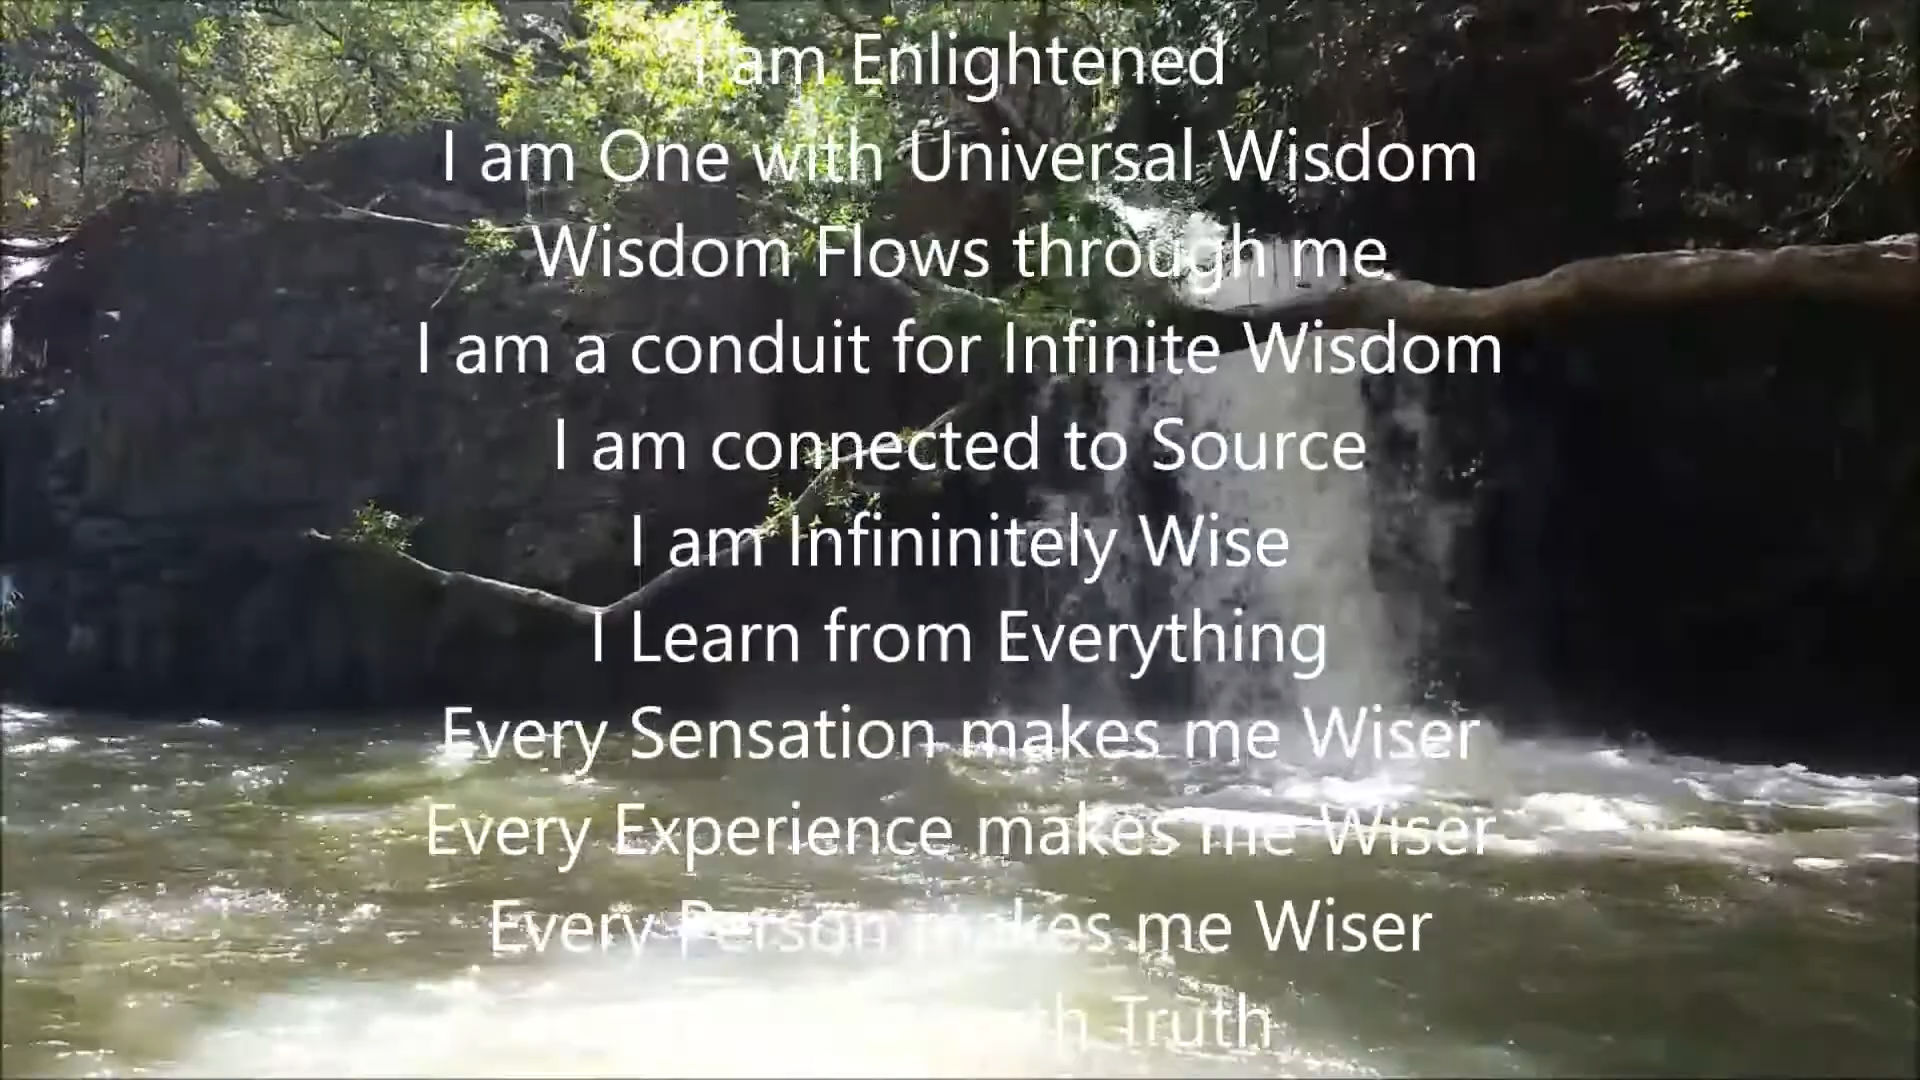 I am Enlightened
I am One with Universal Wisdom
Wisdom Flows through me
I am a conduit for Infinite Wisdom
I am connected to Source
I am Infininitely Wise
I Learn from Everything
Every Sensation makes me Wiser
Every Experience makes me Wiser
Every Person makes me Wiser
Truth